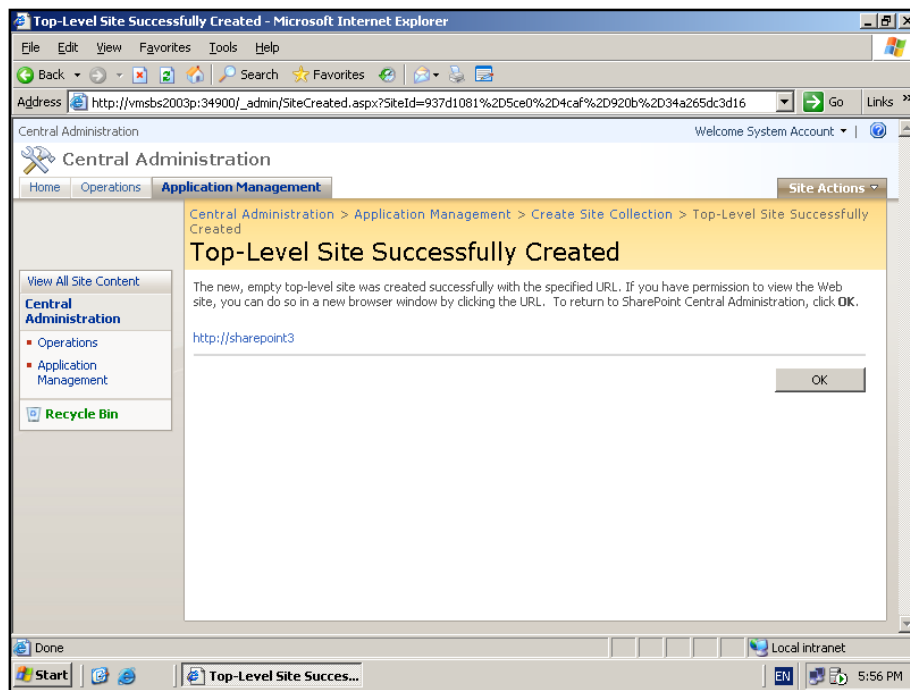 Top-Level Site Successfully Created - Microsoft Internet Explorer
File Edit View Favorites Tools Help
Back Search Favorites
Address http://vmsbs2003p:34900/_admin/SiteCreated.aspx?SiteId=937d1081%2D5ce0%2D4caf%2D920b%2D34a265dc3d16 Go Links »
Central Administration Welcome System Account
Central Administration
Home Operations Application Management Site Actions
Central Administration > Application Management > Create Site Collection > Top-Level Site Successfully
Created
Top-Level Site Successfully Created
View All Site Content
Central
Administration
Operations
Application
Management
Recycle Bin
The new, empty top-level site was created successfully with the specified URL. If you have permission to view the Web
site, you can do so in a new browser window by clicking the URL. To return to SharePoint Central Administration, click OK.
http://sharepoint3
OK
Done Local intranet
Start Top-Level Site Succes... EN 5:56 PM